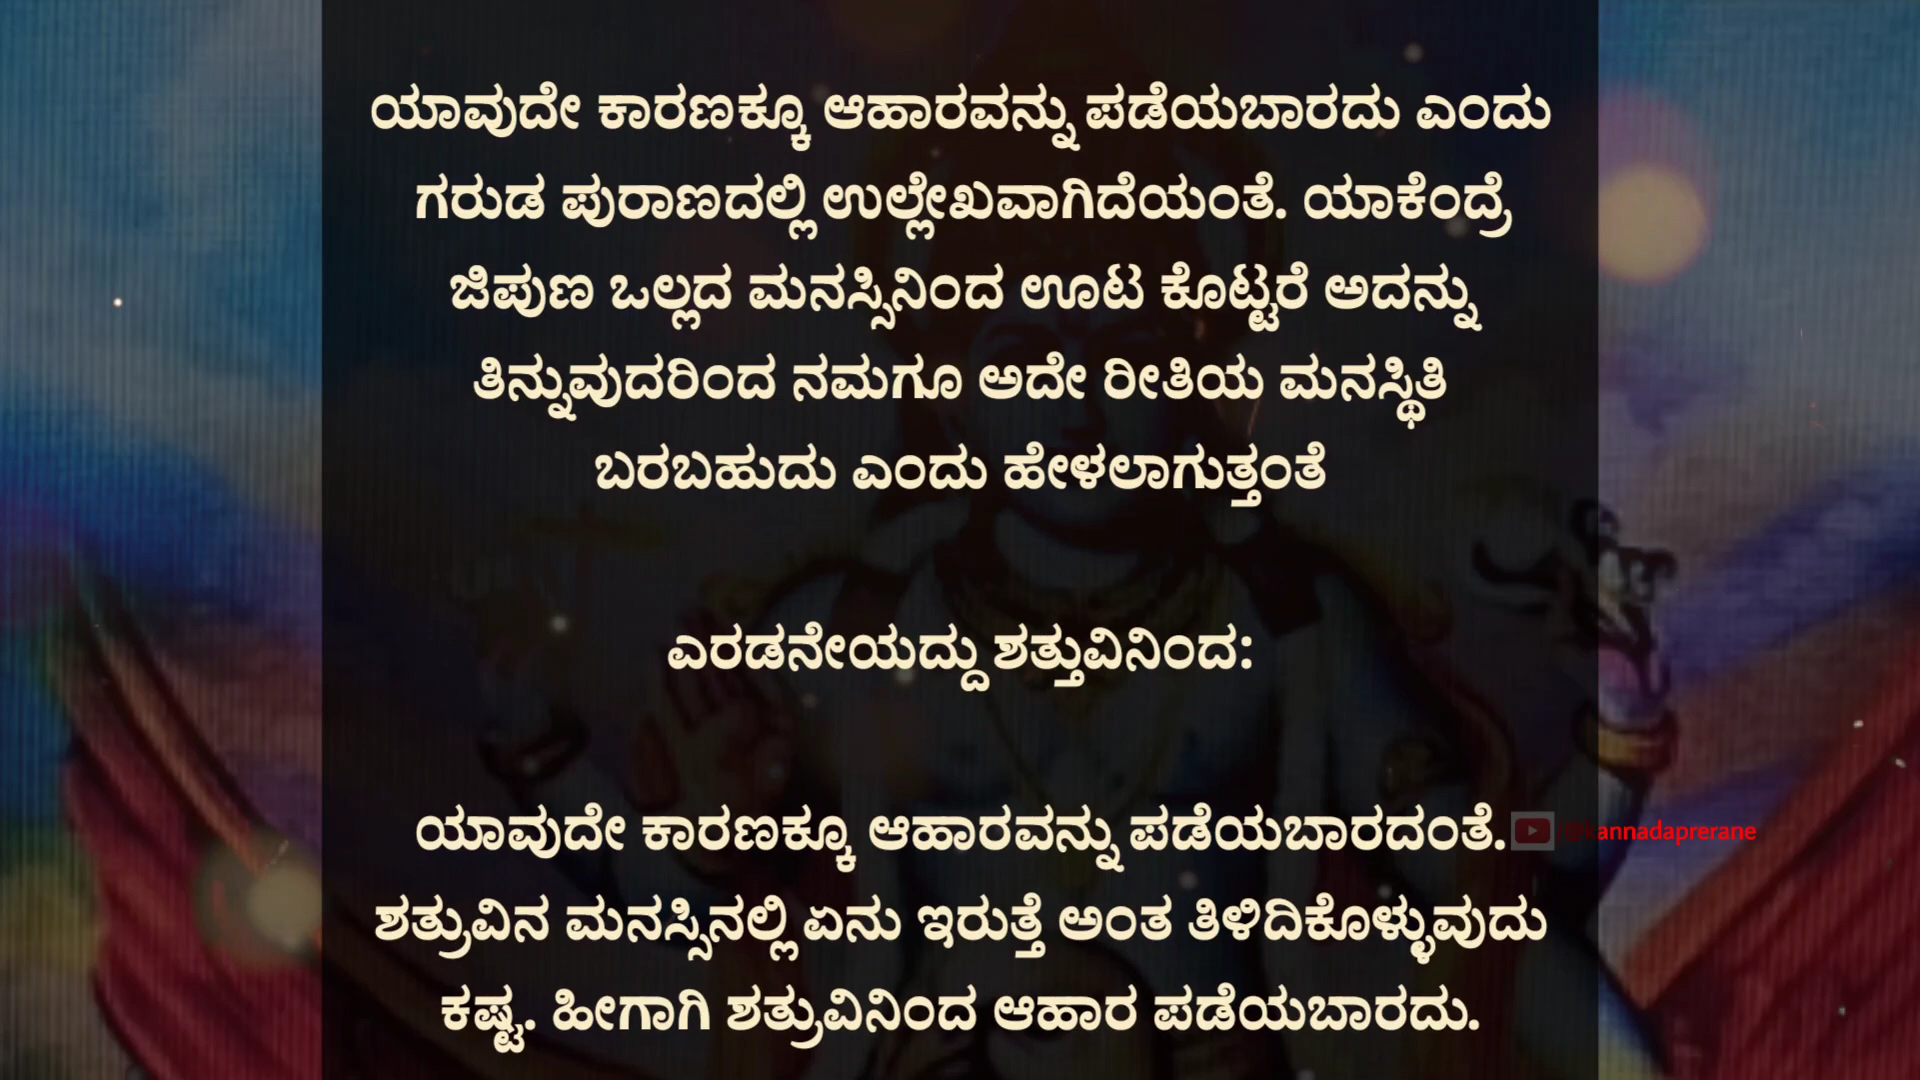 ಯಾವುದೇ ಕಾರಣಕ್ಕೂ ಆಹಾರವನ್ನು ಪಡೆಯಬಾರದು ಎಂದು
ಗರುಡ ಪುರಾಣದಲ್ಲಿ ಉಲ್ಲೇಖವಾಗಿದೆಯಂತೆ. ಯಾಕೆಂದ್ರೆ
ಜಿಪುಣ ಒಲ್ಲದ ಮನಸ್ಸಿನಿಂದ ಊಟ ಕೊಟ್ಟರೆ ಅದನ್ನು
ತಿನ್ನುವುದರಿಂದ ನಮಗೂ ಅದೇ ರೀತಿಯ ಮನಸ್ಥಿತಿ
ಬರಬಹುದು ಎಂದು ಹೇಳಲಾಗುತ್ತಂತೆ
ಎರಡನೇಯದ್ದು ಶತ್ತುವಿನಿಂದ:
ಯಾವುದೇ ಕಾರಣಕ್ಕೂ ಆಹಾರವನ್ನು ಪಡೆಯಬಾರದಂತೆ.
/@kannadaprerane
ಶತ್ರುವಿನ ಮನಸ್ಸಿನಲ್ಲಿ ಏನು ಇರುತ್ತೆ ಅಂತ ತಿಳಿದಿಕೊಳ್ಳುವುದು
ಕಷ್ಟ. ಹೀಗಾಗಿ ಶತ್ರುವಿನಿಂದ ಆಹಾರ ಪಡೆಯಬಾರದು.